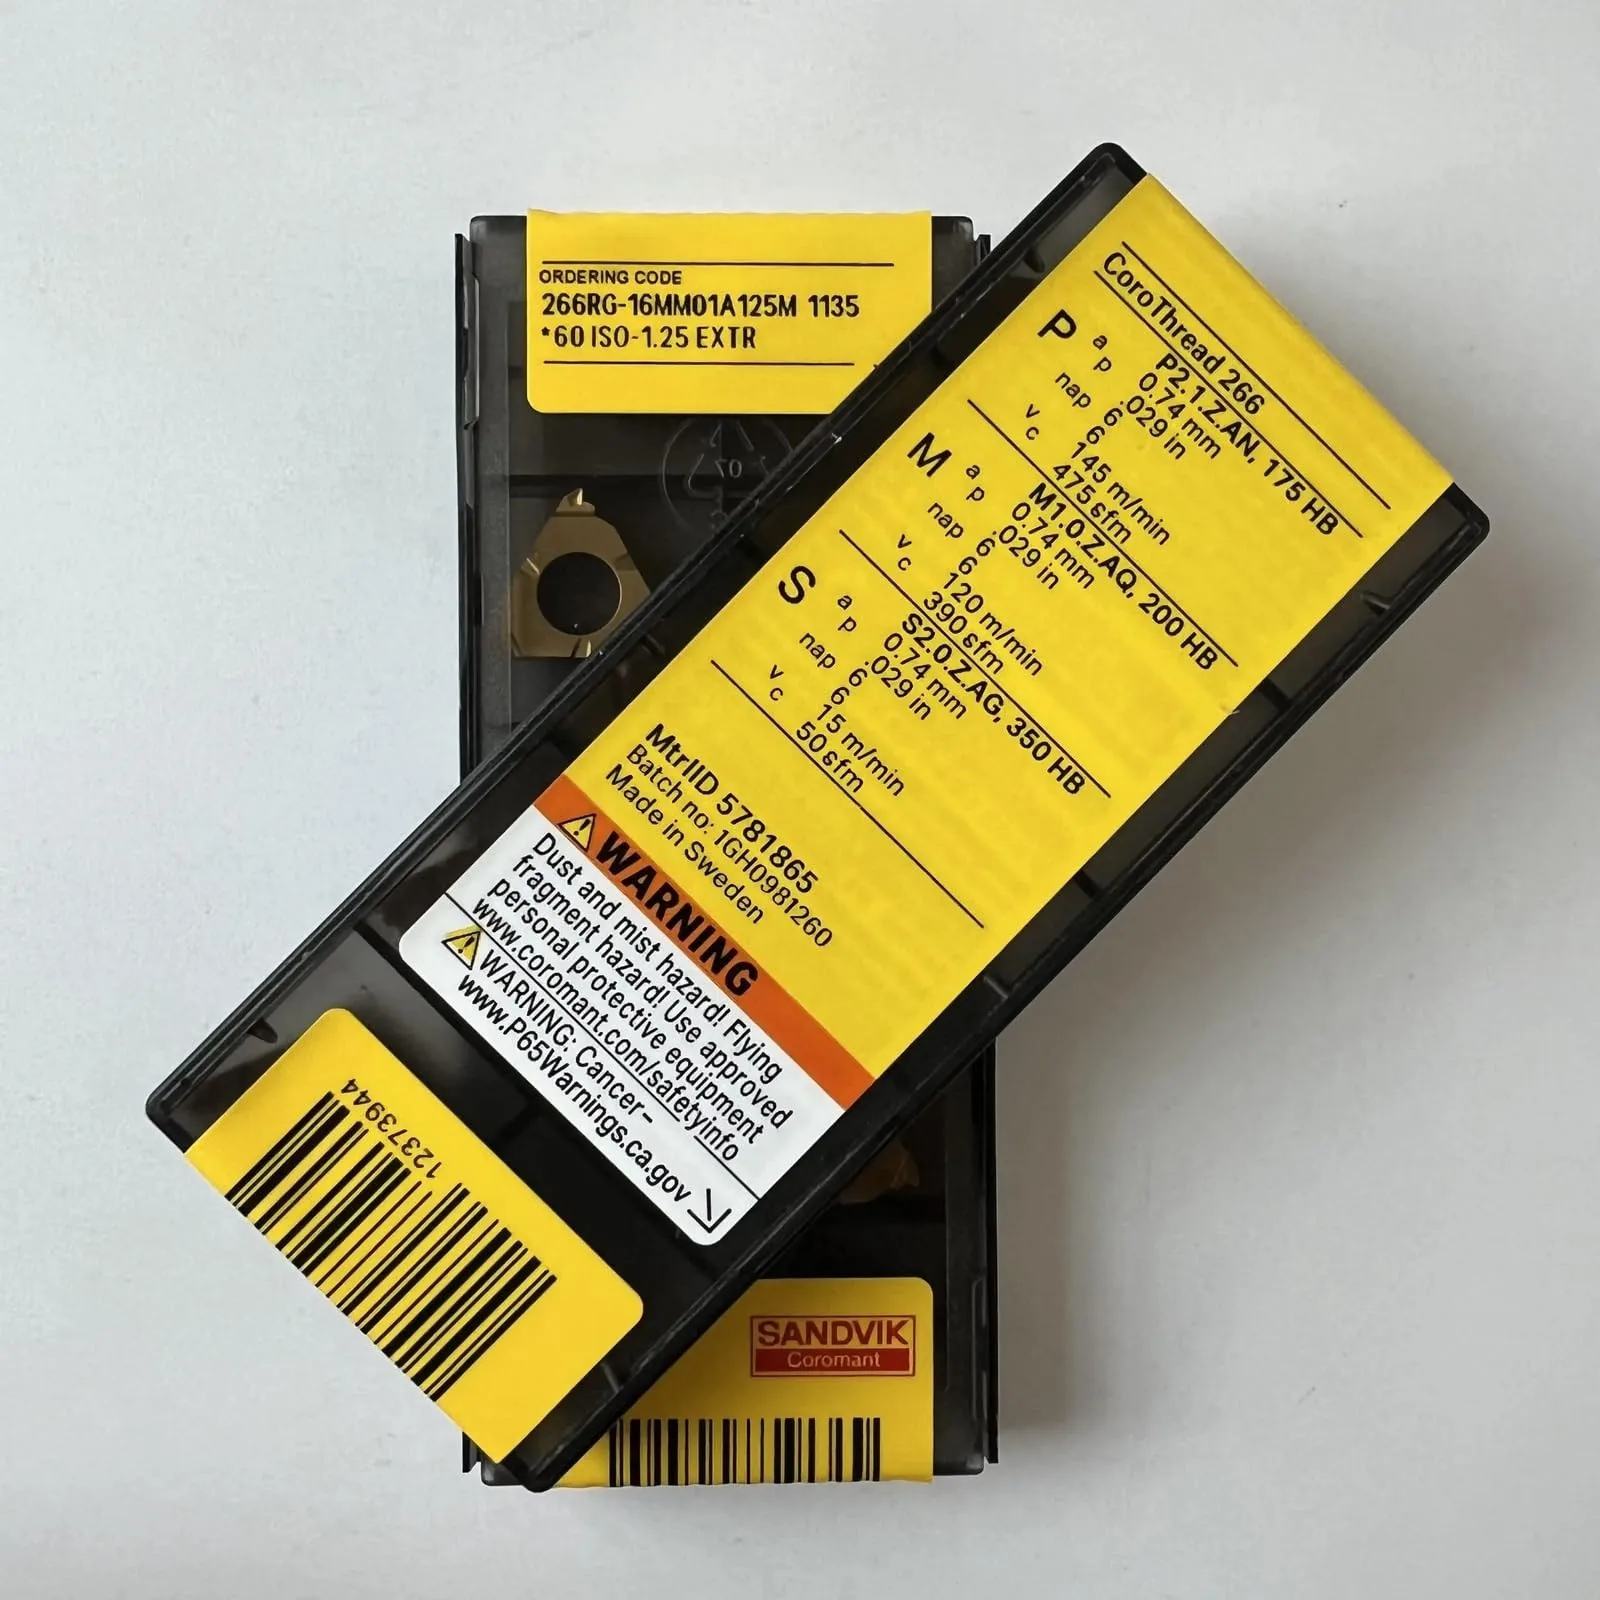 ORDERING CODE
266RG-16MM01A125M 1135
*60 ISO-1.25 EXTR
CoroThread 266
P P2.1.Z.AN, 175 HB
ap 0.74 mm
.029 in
nap 6
6
vc 145 m/min
475 sfm
M M1.0.Z.AQ, 200 HB
ap 0.74 mm
.029 in
nap 6
6
vc 120 m/min
390 sfm
S S2.0.Z.AG, 350 HB
ap 0.74 mm
.029 in
nap 6
6
vc 15 m/min
50 sfm
MtrlID 5781865
Batch no: 1GH0981260
Made in Sweden
WARNING
Dust and mist hazard! Flying
fragment hazard! Use approved
personal protective equipment
www.coromant.com/safetyinfo
WARNING: Cancer-
www.P65Warnings.ca.gov
12373944
SANDVIK
Coromant